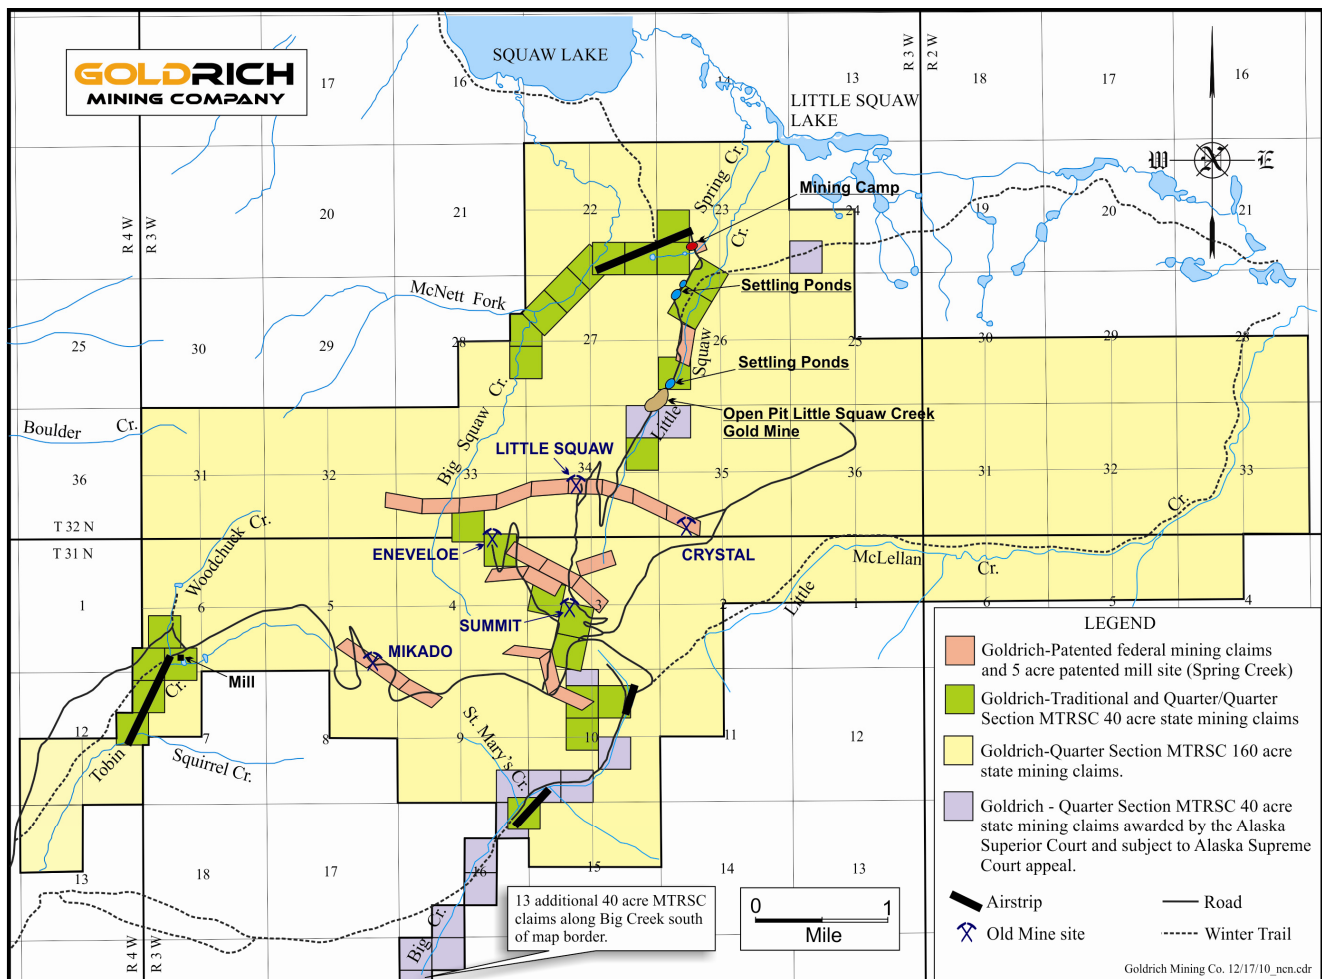 GOLDRICH
MINING COMPANY
17
16
SQUAW LAKE
14
13
R 3 W
R 2 W
18
17
16
LITTLE SQUAW
LAKE
W
N
E
Spring Cr.
Mining Camp
20
21
22
23
24
19
20
21
R 4 W
R 3 W
Cr.
McNett Fork
Settling Ponds
Squaw
25
30
29
28
27
26
25
30
29
28
Settling Ponds
Big Squaw Cr.
Open Pit Little Squaw Creek
Gold Mine
Little
Boulder Cr.
LITTLE SQUAW
36
31
32
33
34
35
36
31
32
33
Cr.
T 32 N
T 31 N
Woodchuck Cr.
ENEVELOE
CRYSTAL
McLellan
Cr.
Little
1
6
5
4
3
2
1
6
5
4
SUMMIT
MIKADO
Mill
Cr.
Tobin
12
7
8
9
10
11
12
Squirrel Cr.
St. Mary's Cr.
13
18
17
16
15
14
13
Big Cr.
13 additional 40 acre MTRSC
claims along Big Creek south
of map border.
0 1
Mile
R 4 W
R 3 W
LEGEND
Goldrich-Patented federal mining claims
and 5 acre patented mill site (Spring Creek)
Goldrich-Traditional and Quarter/Quarter
Section MTRSC 40 acre state mining claims
Goldrich-Quarter Section MTRSC 160 acre
state mining claims.
Goldrich - Quarter Section MTRSC 40 acre
state mining claims awarded by the Alaska
Superior Court and subject to Alaska Supreme
Court appeal.
Airstrip
Road
Old Mine site
Winter Trail
Goldrich Mining Co. 12/17/10_ncn.cdr